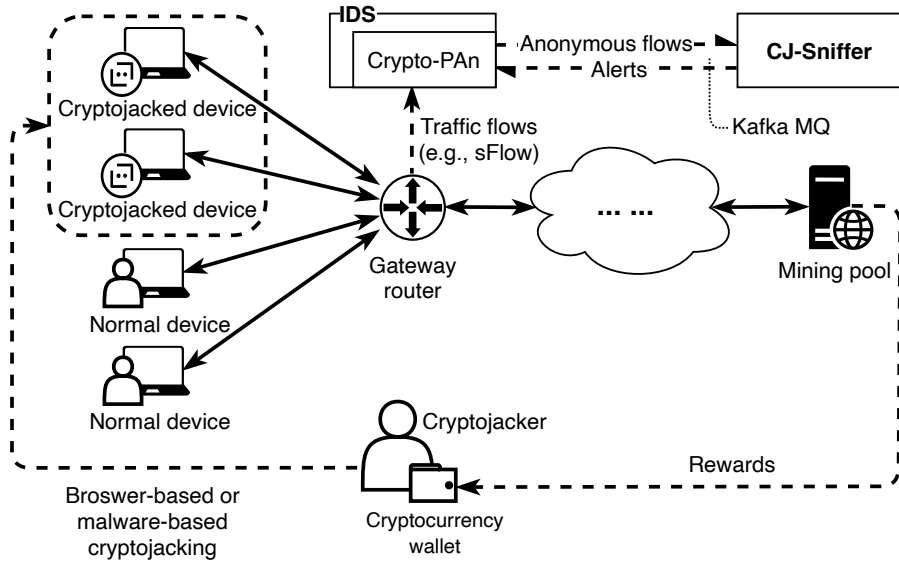 IDS
Crypto-PAn
Anonymous flows
Alerts
CJ-Sniffer
Kafka MQ
Cryptojacked device
Traffic flows
(e.g., sFlow)
Cryptojacked device
... ...
Gateway
router
Mining pool
Normal device
Normal device
Cryptojacker
Rewards
Broswer-based or
malware-based
cryptojacking
Cryptocurrency
wallet